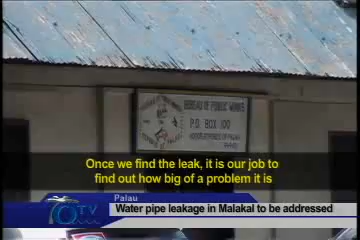 BUREAU OF PUBLIC WORKS
P.O. BOX 100
Once we find the leak, it is our job to
find out how big of a problem it is
Palau
OTV
Water pipe leakage in Malakal to be addressed